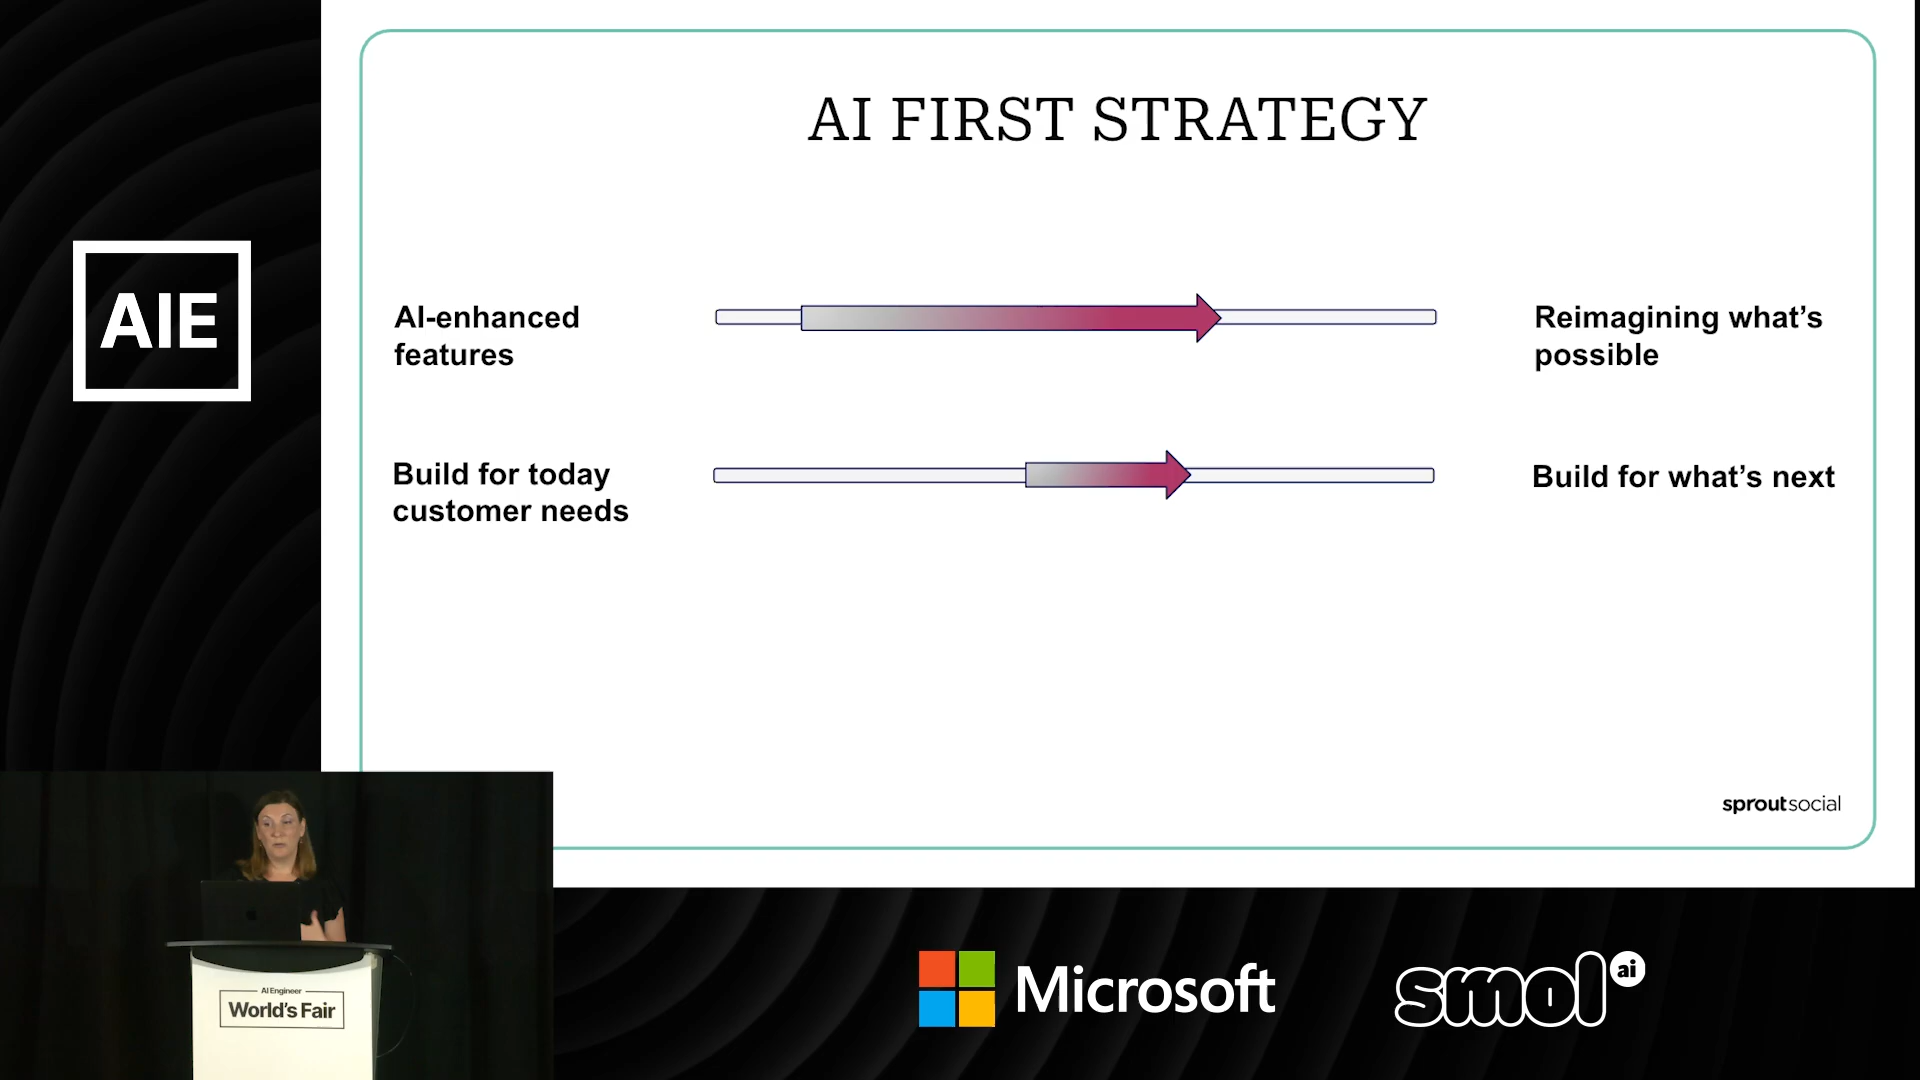 AI FIRST STRATEGY
AIE
AI-enhanced
features
Reimagining what’s
possible
Build for today
customer needs
Build for what’s next
sproutsocial
AI Engineer
World's Fair
Microsoft
smol ai